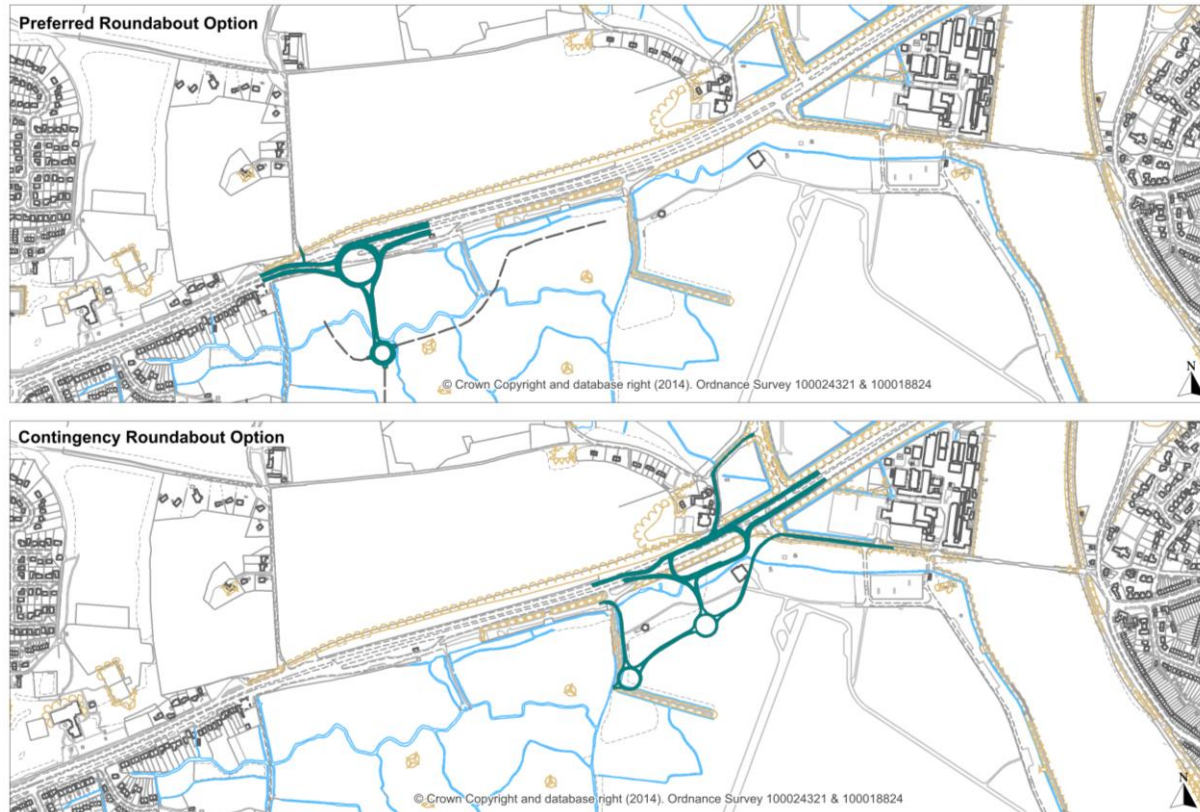 Preferred Roundabout Option
© Crown Copyright and database right (2014). Ordnance Survey 100024321 & 100018824
N
Contingency Roundabout Option
N
© Crown Copyright and database right (2014). Ordnance Survey 100024321 & 100018824